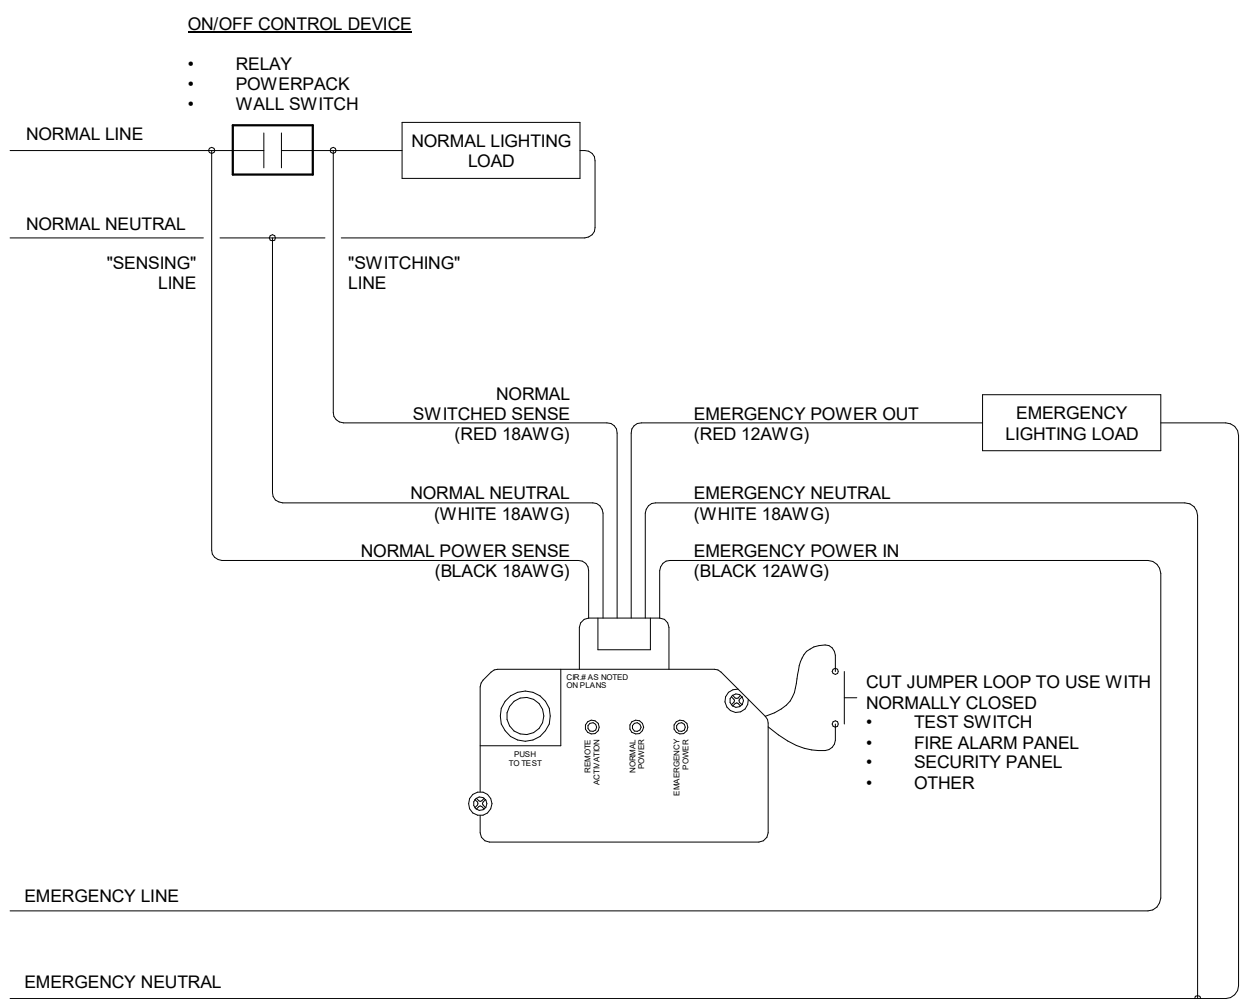 ON/OFF CONTROL DEVICE
• RELAY
• POWERPACK
• WALL SWITCH
NORMAL LINE
NORMAL LIGHTING
LOAD
NORMAL NEUTRAL
"SENSING"
LINE
"SWITCHING"
LINE
NORMAL
SWITCHED SENSE
(RED 18AWG)
EMERGENCY POWER OUT
(RED 12AWG)
EMERGENCY
LIGHTING LOAD
NORMAL NEUTRAL
(WHITE 18AWG)
EMERGENCY NEUTRAL
(WHITE 18AWG)
NORMAL POWER SENSE
(BLACK 18AWG)
EMERGENCY POWER IN
(BLACK 12AWG)
CIR.# AS NOTED
ON PLANS
PUSH
TO TEST
REMOTE
ACTIVATION
NORMAL
POWER
EMAERGENCY
POWER
CUT JUMPER LOOP TO USE WITH
NORMALLY CLOSED
• TEST SWITCH
• FIRE ALARM PANEL
• SECURITY PANEL
• OTHER
EMERGENCY LINE
EMERGENCY NEUTRAL